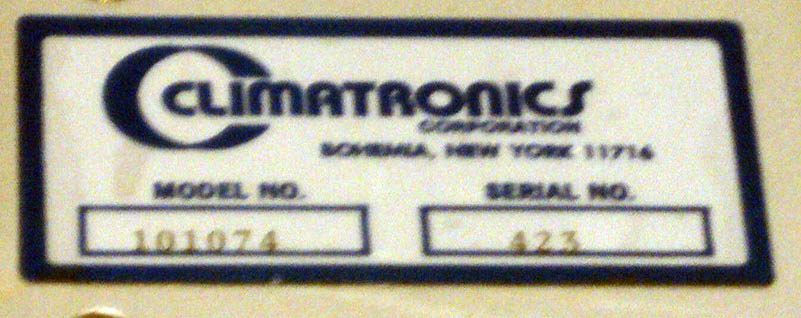 CLIMATRONICS
CORPORATION
BOHEMIA, NEW YORK 11716
MODEL NO. SERIAL NO.
101074 423